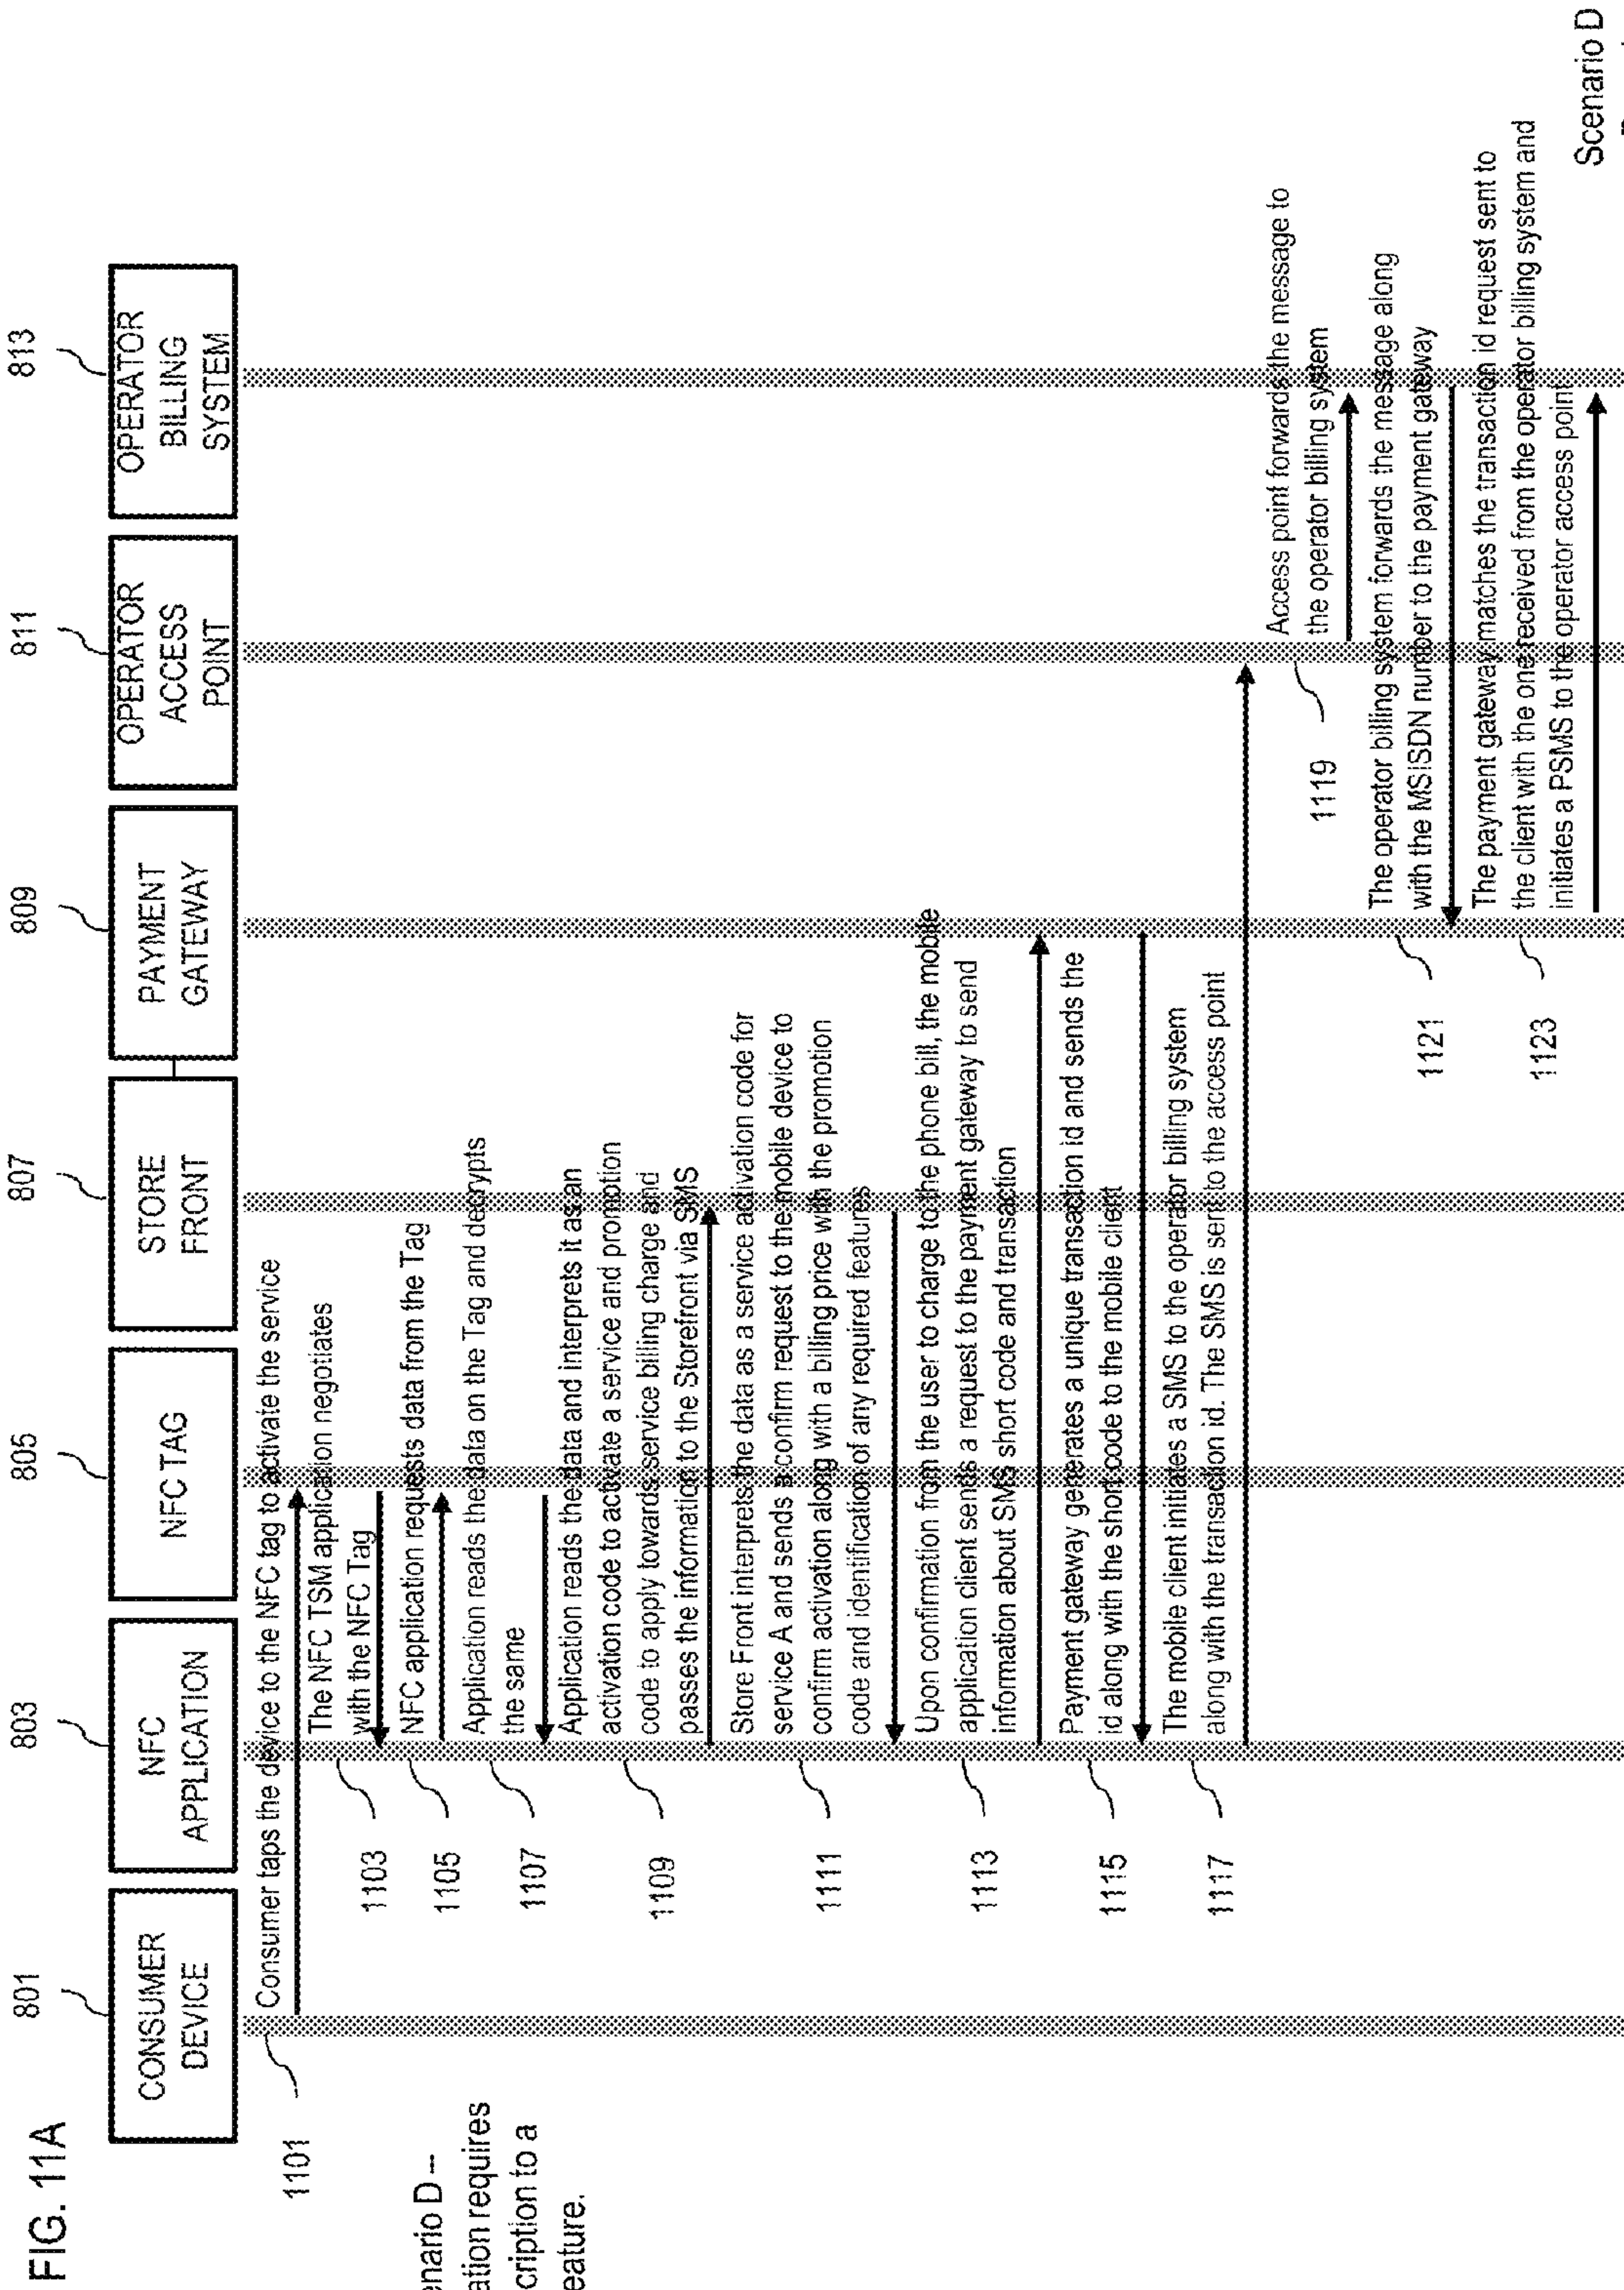 FIG. 11A
801
803
805
807
809
811
813
CONSUMER
DEVICE
NFC
APPLICATION
NFC TAG
STORE
FRONT
PAYMENT
GATEWAY
OPERATOR
ACCESS
POINT
OPERATOR
BILLING
SYSTEM
1101
Consumer taps the device to the NFC tag to activate the service
1103
The NFC TSM application negotiates
with the NFC Tag
1105
NFC application requests data from the Tag
1107
Application reads the data on the Tag and decrypts
the same
1109
Application reads the data and interprets it as an
activation code to activate a service and promotion
code to apply towards service billing charge and
passes the information to the Storefront via SMS
1111
Store Front interprets the data as a service activation code for
service A and sends a confirm request to the mobile device to
confirm activation along with a billing price with the promotion
code and identification of any required features
1113
Upon confirmation from the user to charge to the phone bill, the mobile
application client sends a request to the payment gateway to send
information about SMS short code and transaction
1115
Payment gateway generates a unique transaction id and sends the
id along with the short code to the mobile client
1117
The mobile client initiates a SMS to the operator billing system
along with the transaction id. The SMS is sent to the access point
1119
Access point forwards the message to
the operator billing system
1121
The operator billing system forwards the message along
with the MSISDN number to the payment gateway
1123
The payment gateway matches the transaction id request sent to
the client with the one received from the operator billing system and
initiates a PSMS to the operator access point
enario D –
ation requires
cription to a
eature.
Scenario D